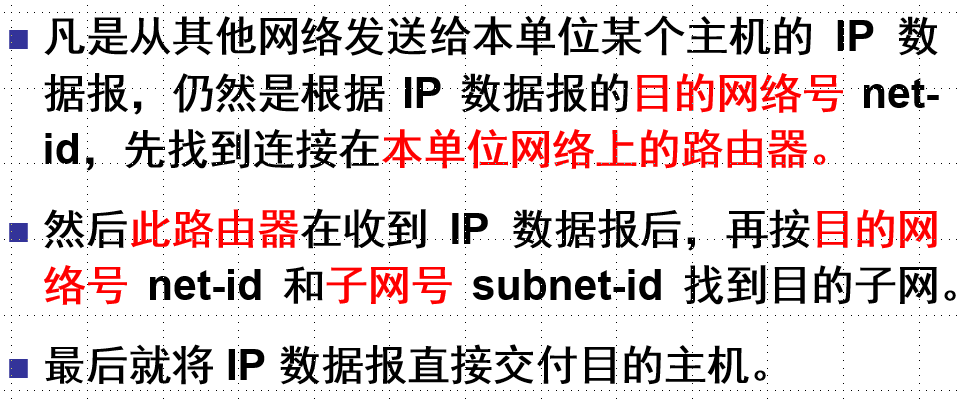 凡是从其他网络发送给本单位某个主机的 IP 数
据报，仍然是根据 IP 数据报的目的网络号 net-
id，先找到连接在本单位网络上的路由器。
然后此路由器在收到 IP 数据报后，再按目的网
络号 net-id 和子网号 subnet-id 找到目的子网。
最后就将 IP 数据报直接交付目的主机。